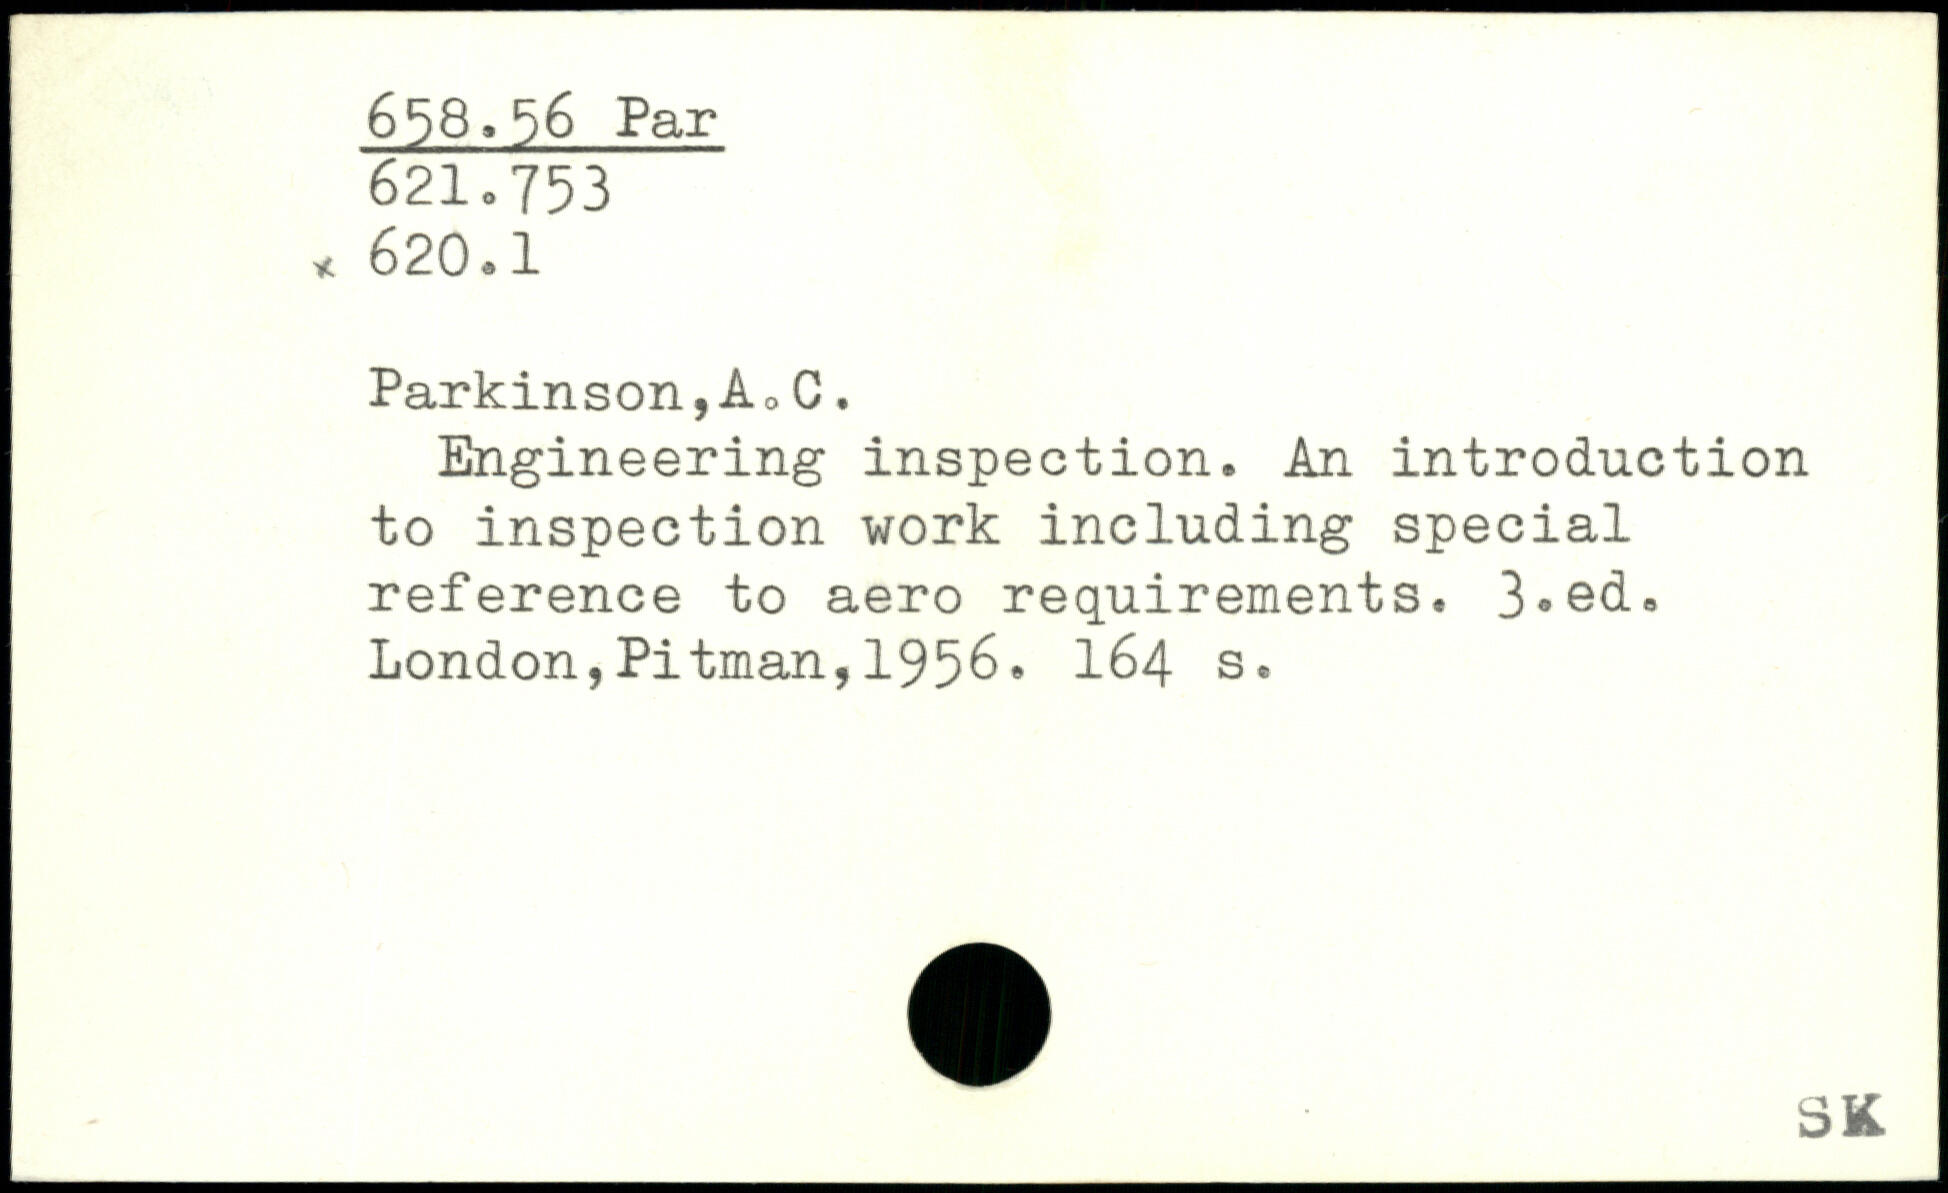 658.56 Par
621.753
x 620.1
Parkinson,A.C.
Engineering inspection. An introduction
to inspection work including special
reference to aero requirements. 3.ed.
London,Pitman,1956. 164 s.
SK